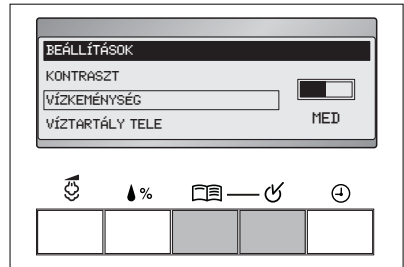 BEÁLLÍTÁSOK
KONTRASZT
VÍZKEMÉNYSÉG
VÍZTARTÁLY TELE
MED
%